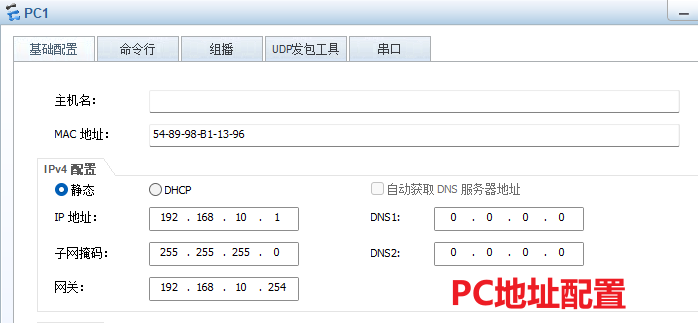 PC1
基础配置 命令行 组播 UDP发包工具 串口
主机名:
MAC 地址: 54-89-98-B1-13-96
IPv4 配置
静态 DHCP 自动获取 DNS 服务器地址
IP 地址: 192 . 168 . 10 . 1 DNS1: 0 . 0 . 0 . 0
子网掩码: 255 . 255 . 255 . 0 DNS2: 0 . 0 . 0 . 0
网关: 192 . 168 . 10 . 254
PC地址配置